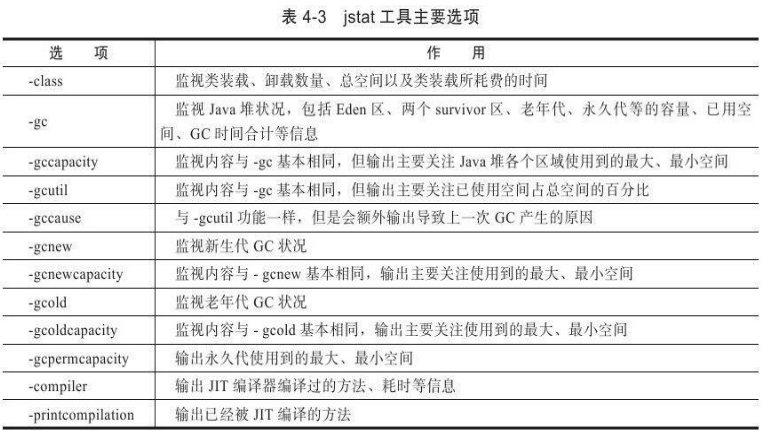 表 4-3 jstat 工具主要选项
选 项 作 用
-class 监视类装载、卸载数量、总空间以及类装载所耗费的时间
-gc 监视 Java 堆状况，包括 Eden 区、两个 survivor 区、老年代、永久代等的容量、已用空
间、GC 时间合计等信息
-gccapacity 监视内容与 -gc 基本相同，但输出主要关注 Java 堆各个区域使用到的最大、最小空间
-gcutil 监视内容与 -gc 基本相同，但输出主要关注已使用空间占总空间的百分比
-gccause 与 -gcutil 功能一样，但是会额外输出导致上一次 GC 产生的原因
-gcnew 监视新生代 GC 状况
-gcnewcapacity 监视内容与 - gcnew 基本相同，输出主要关注使用到的最大、最小空间
-gcold 监视老年代 GC 状况
-gcoldcapacity 监视内容与 - gcold 基本相同，输出主要关注使用到的最大、最小空间
-gcpermcapacity 输出永久代使用到的最大、最小空间
-compiler 输出 JIT 编译器编译过的方法、耗时等信息
-printcompilation 输出已经被 JIT 编译的方法